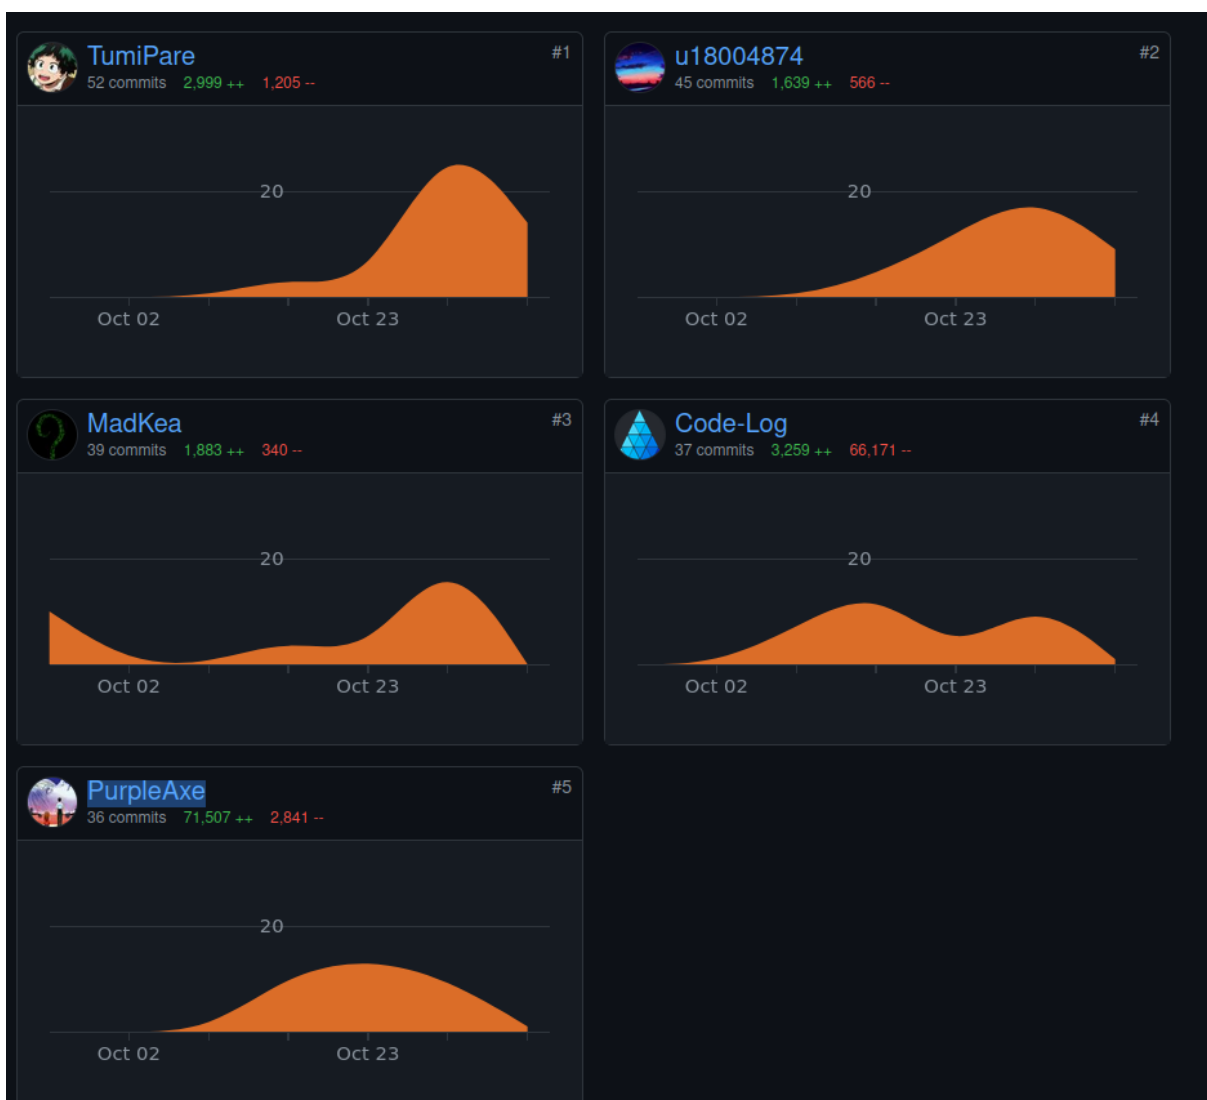 TumiPare #1
52 commits 2,999 ++ 1,205 --
20
Oct 02 Oct 23
u18004874 #2
45 commits 1,639 ++ 566 --
20
Oct 02 Oct 23
MadKea #3
39 commits 1,883 ++ 340 --
20
Oct 02 Oct 23
Code-Log #4
37 commits 3,259 ++ 66,171 --
20
Oct 02 Oct 23
PurpleAxe #5
36 commits 71,507 ++ 2,841 --
20
Oct 02 Oct 23